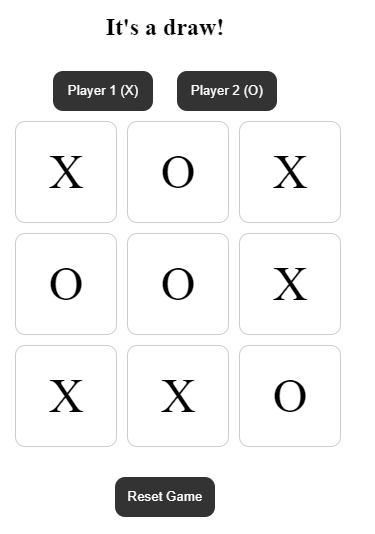 It's a draw!
Player 1 (X) Player 2 (O)
X O X
O O X
X X O
Reset Game